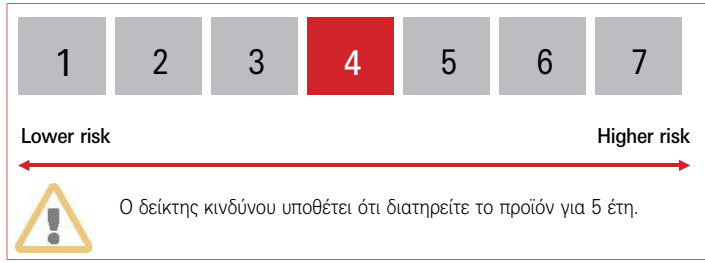 1 2 3 4 5 6 7
Lower risk Higher risk
Ο δείκτης κινδύνου υποθέτει ότι διατηρείτε το προϊόν για 5 έτη.